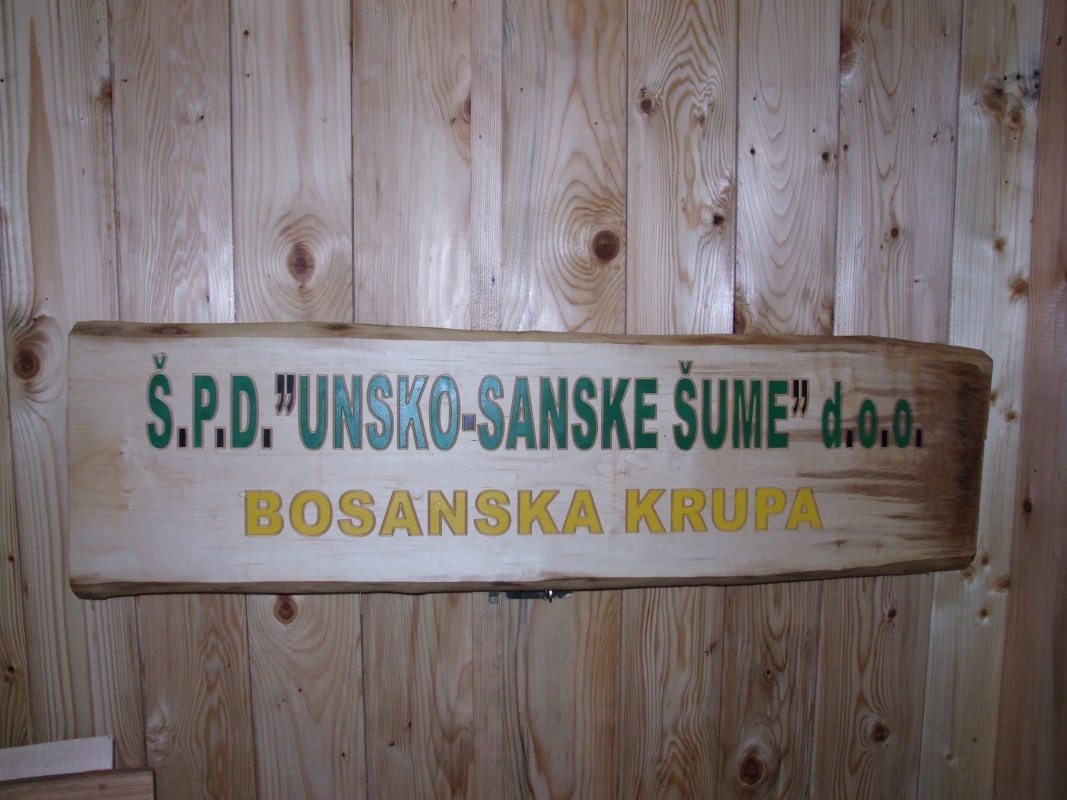 Š.P.D."UNSKO-SANSKE ŠUME" d.o.o.
BOSANSKA KRUPA